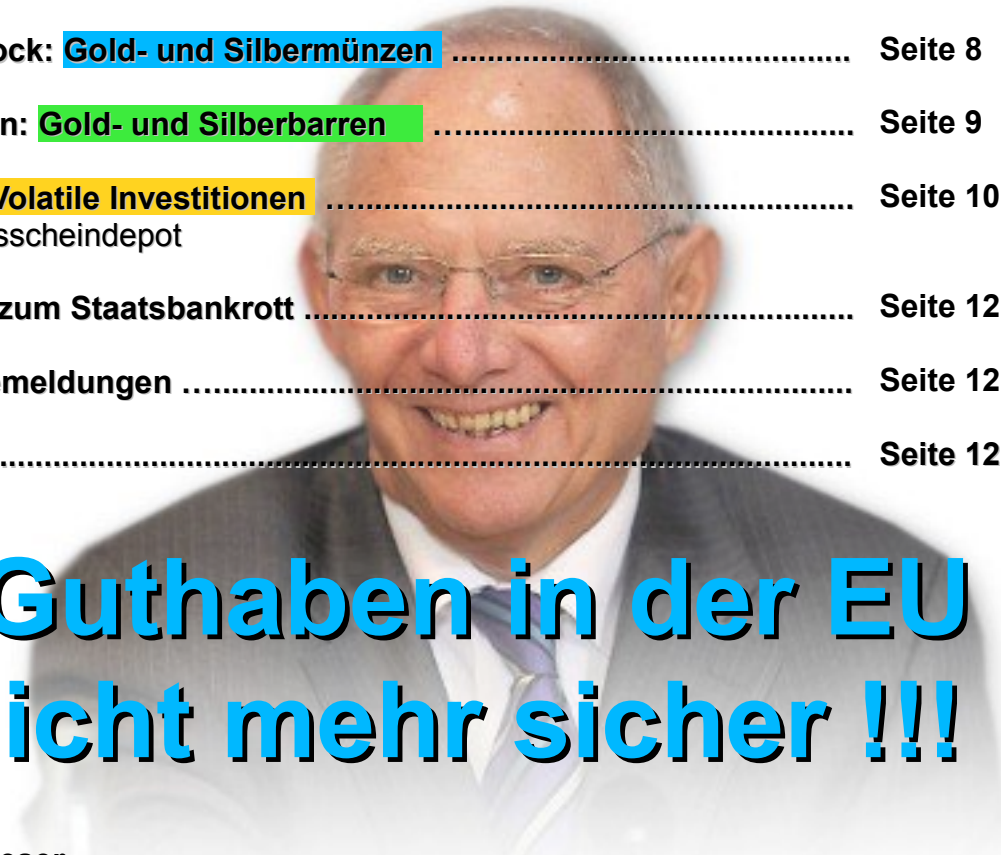 ock: Gold- und Silbermünzen ............................................. Seite 8
n: Gold- und Silberbarren ................................................ Seite 9
Volatile Investitionen ............................................................ Seite 10
sscheindepot
zum Staatsbankrott .............................................................. Seite 12
emeldungen ............................................................................ Seite 12
................................................................................................ Seite 12
Guthaben in der EU
icht mehr sicher !!!